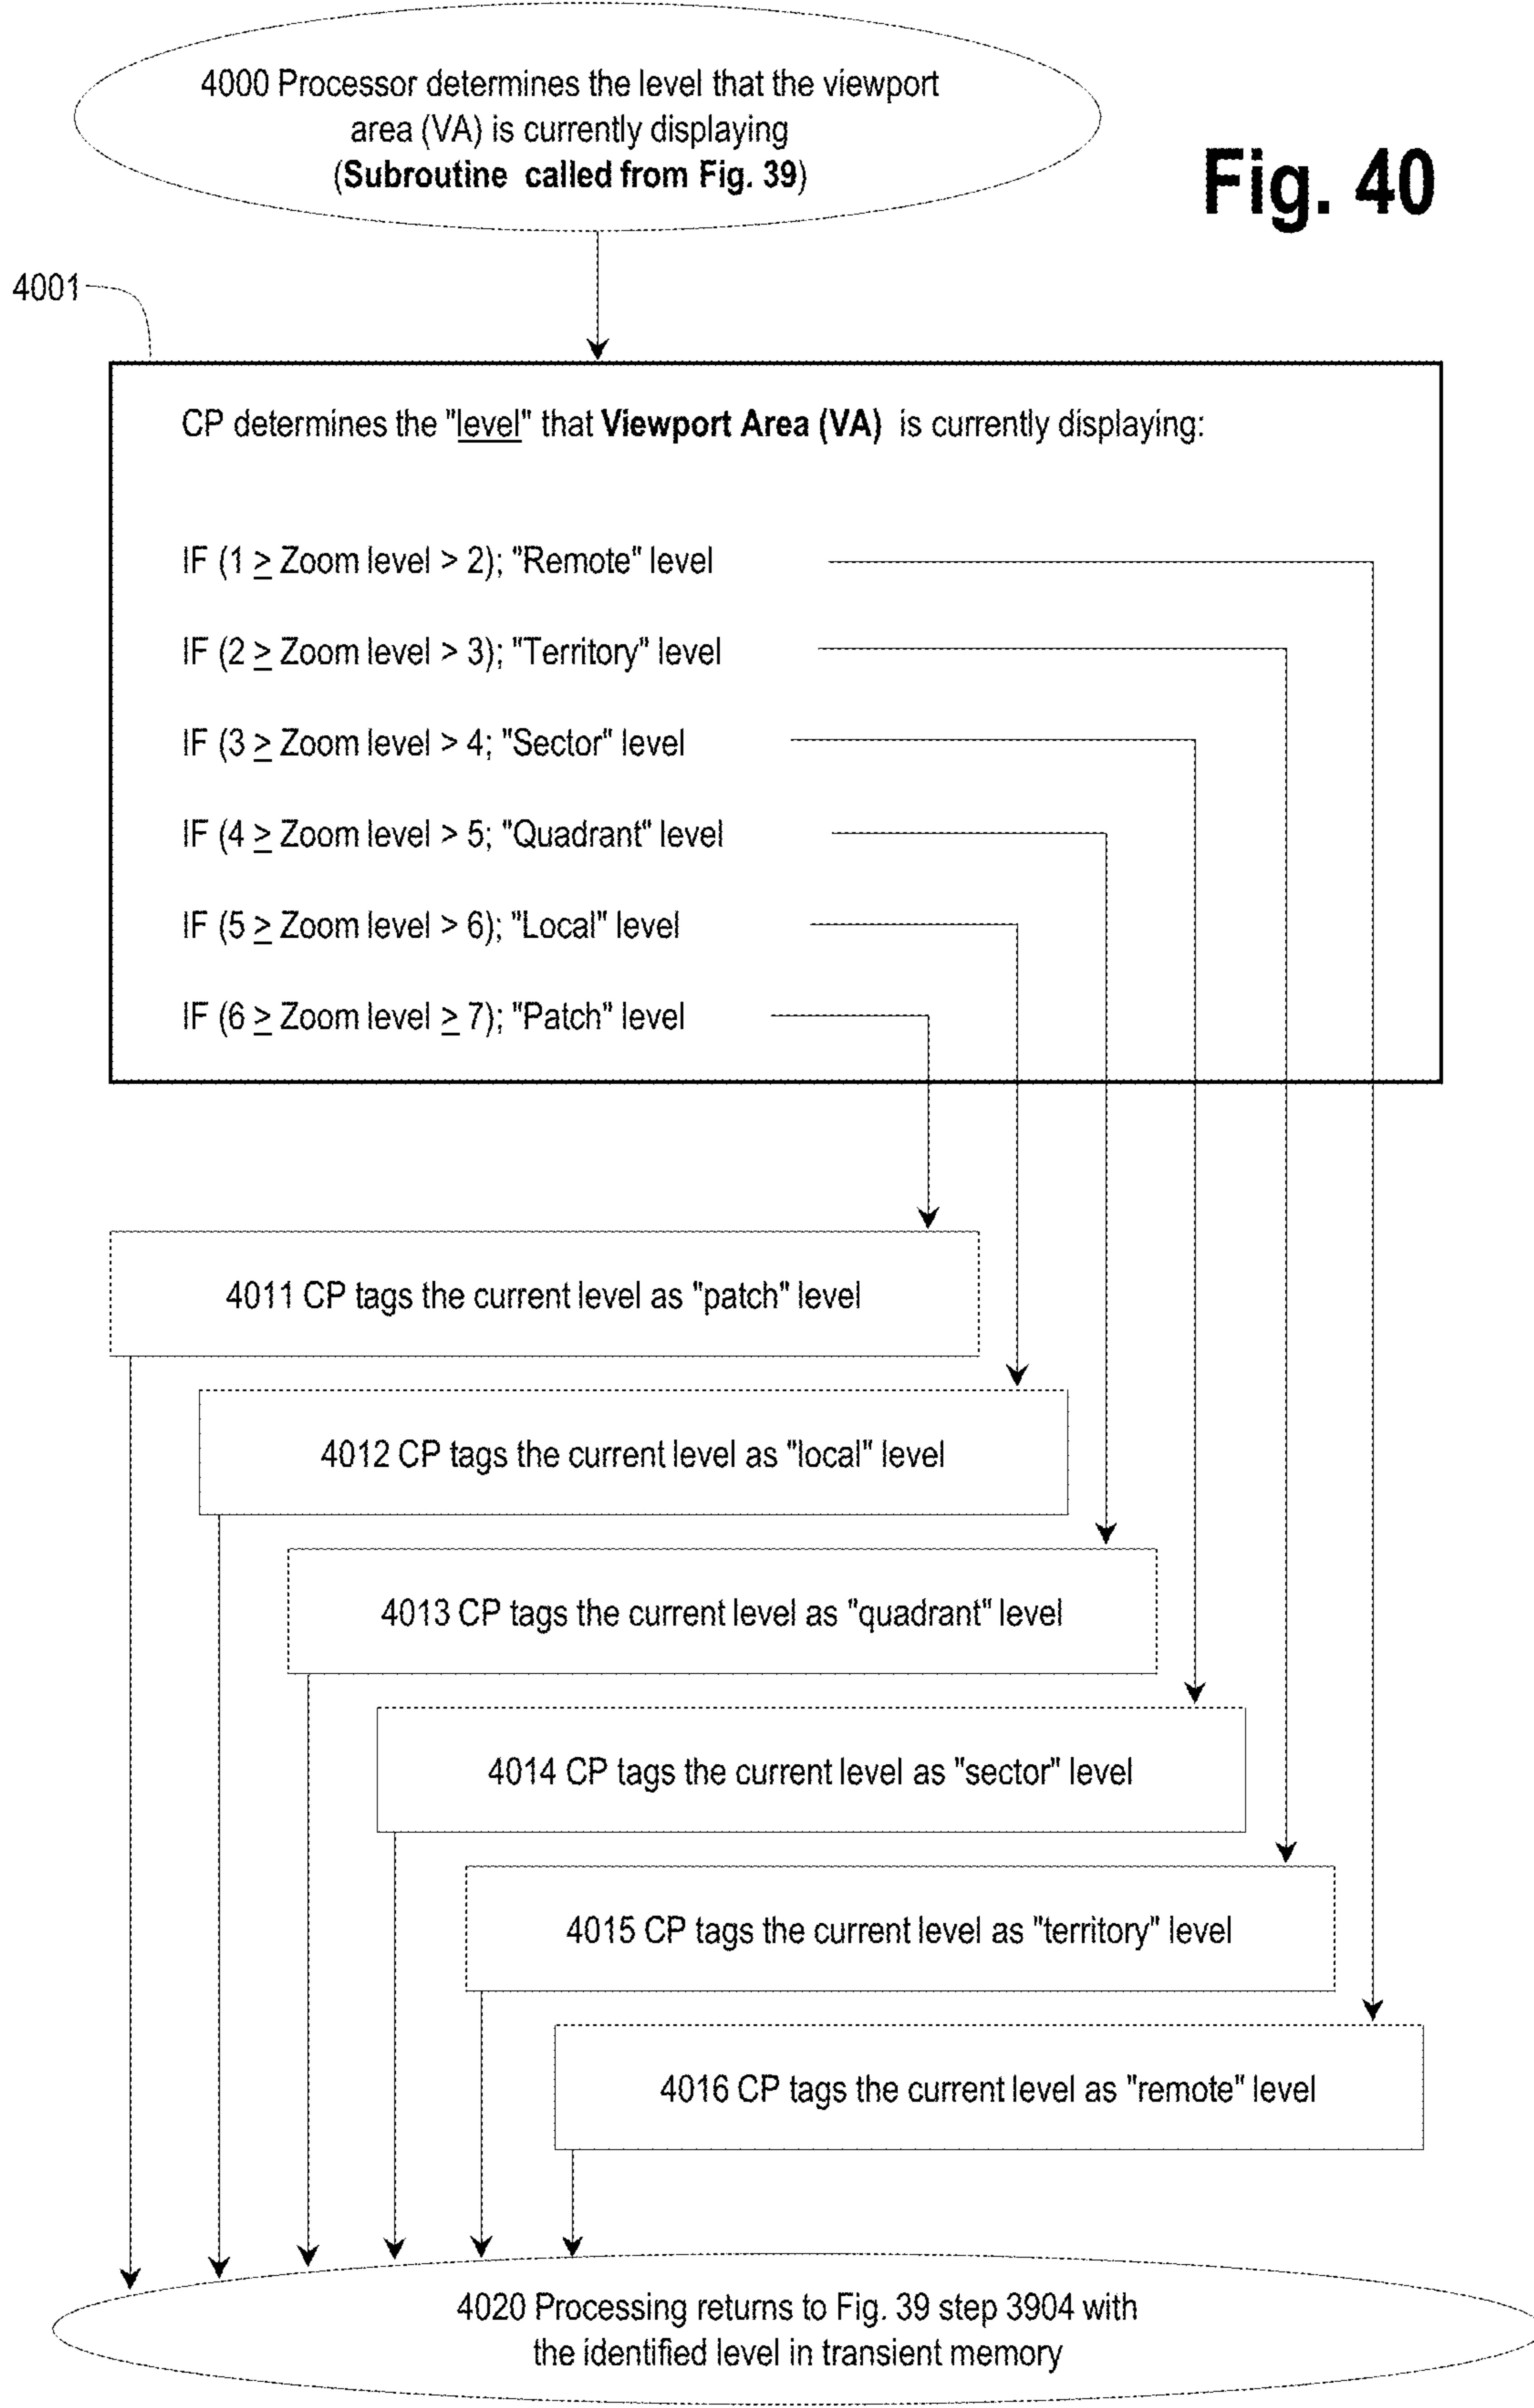 4000 Processor determines the level that the viewport
area (VA) is currently displaying
(Subroutine called from Fig. 39)
Fig. 40
4001
CP determines the "level" that Viewport Area (VA) is currently displaying:
IF (1 ≥ Zoom level > 2); "Remote" level
IF (2 ≥ Zoom level > 3); "Territory" level
IF (3 ≥ Zoom level > 4; "Sector" level
IF (4 ≥ Zoom level > 5; "Quadrant" level
IF (5 ≥ Zoom level > 6); "Local" level
IF (6 ≥ Zoom level ≥ 7); "Patch" level
4011 CP tags the current level as "patch" level
4012 CP tags the current level as "local" level
4013 CP tags the current level as "quadrant" level
4014 CP tags the current level as "sector" level
4015 CP tags the current level as "territory" level
4016 CP tags the current level as "remote" level
4020 Processing returns to Fig. 39 step 3904 with
the identified level in transient memory